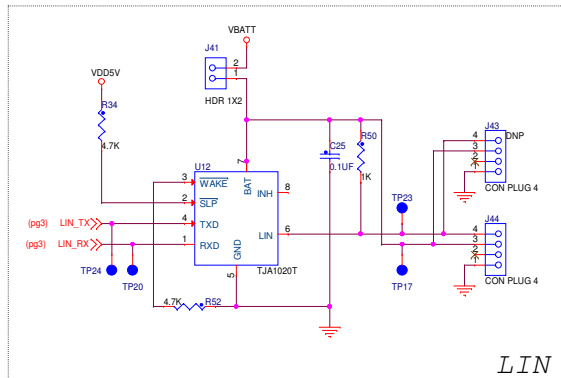 VBATT
J41
2
1
HDR 1X2
VDD5V
R34
4.7K
C25
0.1UF
R50
1K
J43
DNP
4
3
2
1
CON PLUG 4
U12
7
BAT
3
WAKE
INH
8
2
SLP
(pg3) LIN_TX
4
TXD
LIN
6
(pg3) LIN_RX
1
RXD
GND
5
TJA1020T
TP23
TP24
TP20
TP17
J44
4
3
2
1
CON PLUG 4
4.7K
R52
LIN